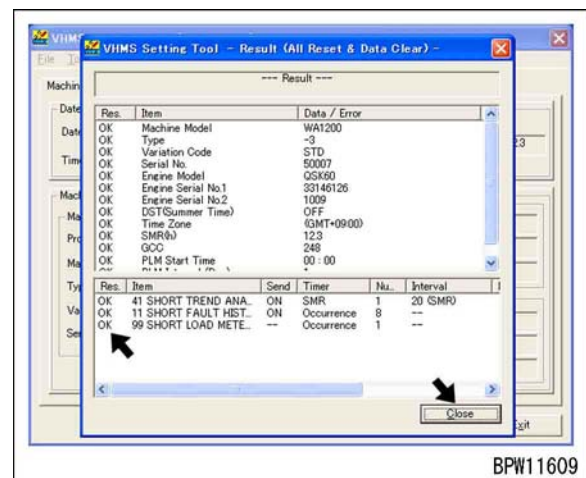 VHMS
VHMS Setting Tool - Result (All Reset & Data Clear) -
File
Machin
--- Result ---
Res. Item Data / Error
OK Machine Model WA1200
OK Type -3
OK Variation Code STD
OK Serial No. 50007
OK Engine Model QSK60
OK Engine Serial No.1 33146126
OK Engine Serial No.2 1009
OK DST(Summer Time) OFF
OK Time Zone (GMT+09:00)
OK SMR(h) 12.3
OK GCC 248
OK PLM Start Time 00 : 00
Res. Item Send Timer Nu.. Interval
OK 41 SHORT TREND ANA... ON SMR 1 20 (SMR)
OK 11 SHORT FAULT HIST... ON Occurrence 8 --
OK 99 SHORT LOAD METE... -- Occurrence 1 --
Close
Date
Date
Time
23
Mach
Ma
Pro
Ma
Ty
Va
Ser
BPW11609